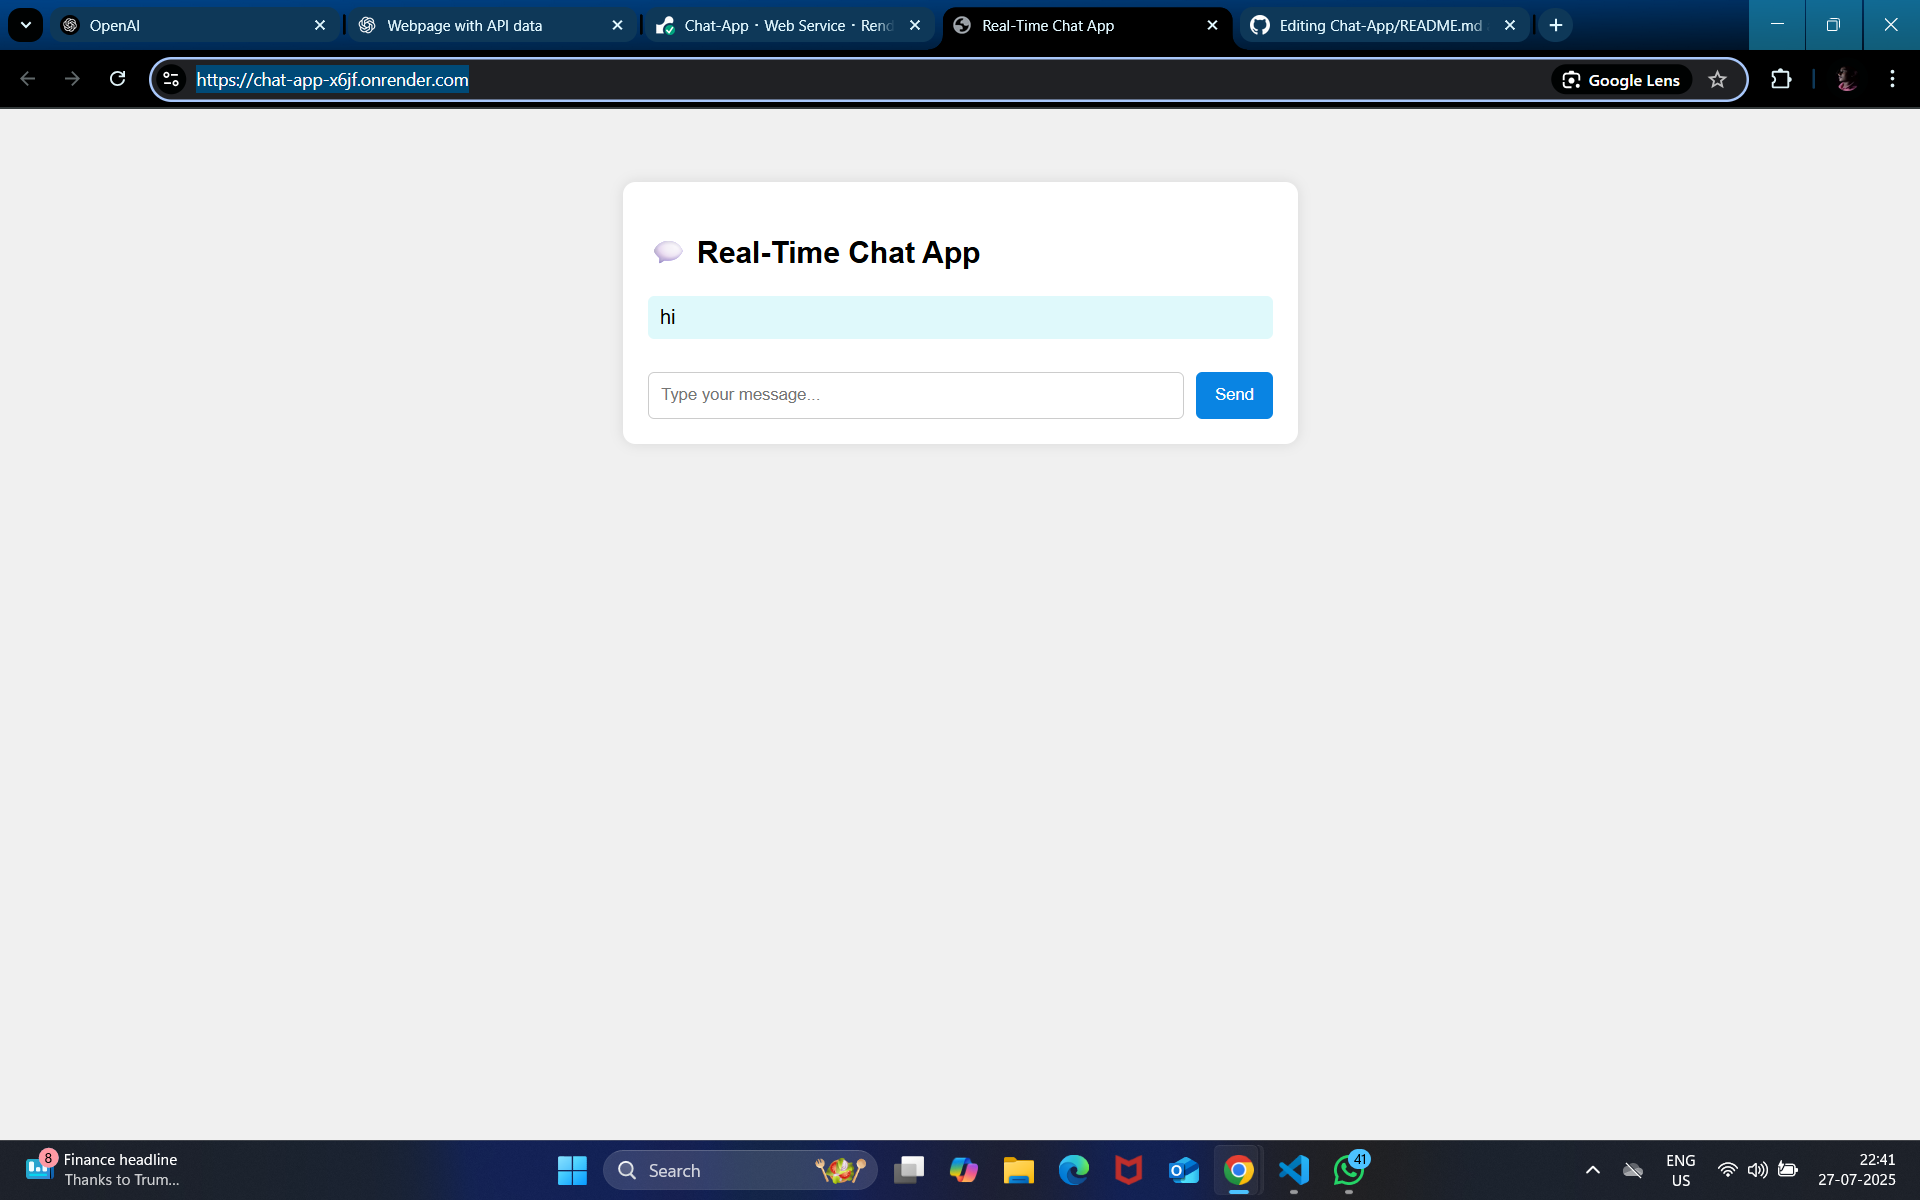 OpenAI
Webpage with API data
Chat-App · Web Service · Rend
Real-Time Chat App
Editing Chat-App/README.md
https://chat-app-x6jf.onrender.com
Google Lens
Real-Time Chat App
hi
Type your message...
Send
8
Finance headline
Thanks to Trum...
Search
41
ENG
US
22:41
27-07-2025